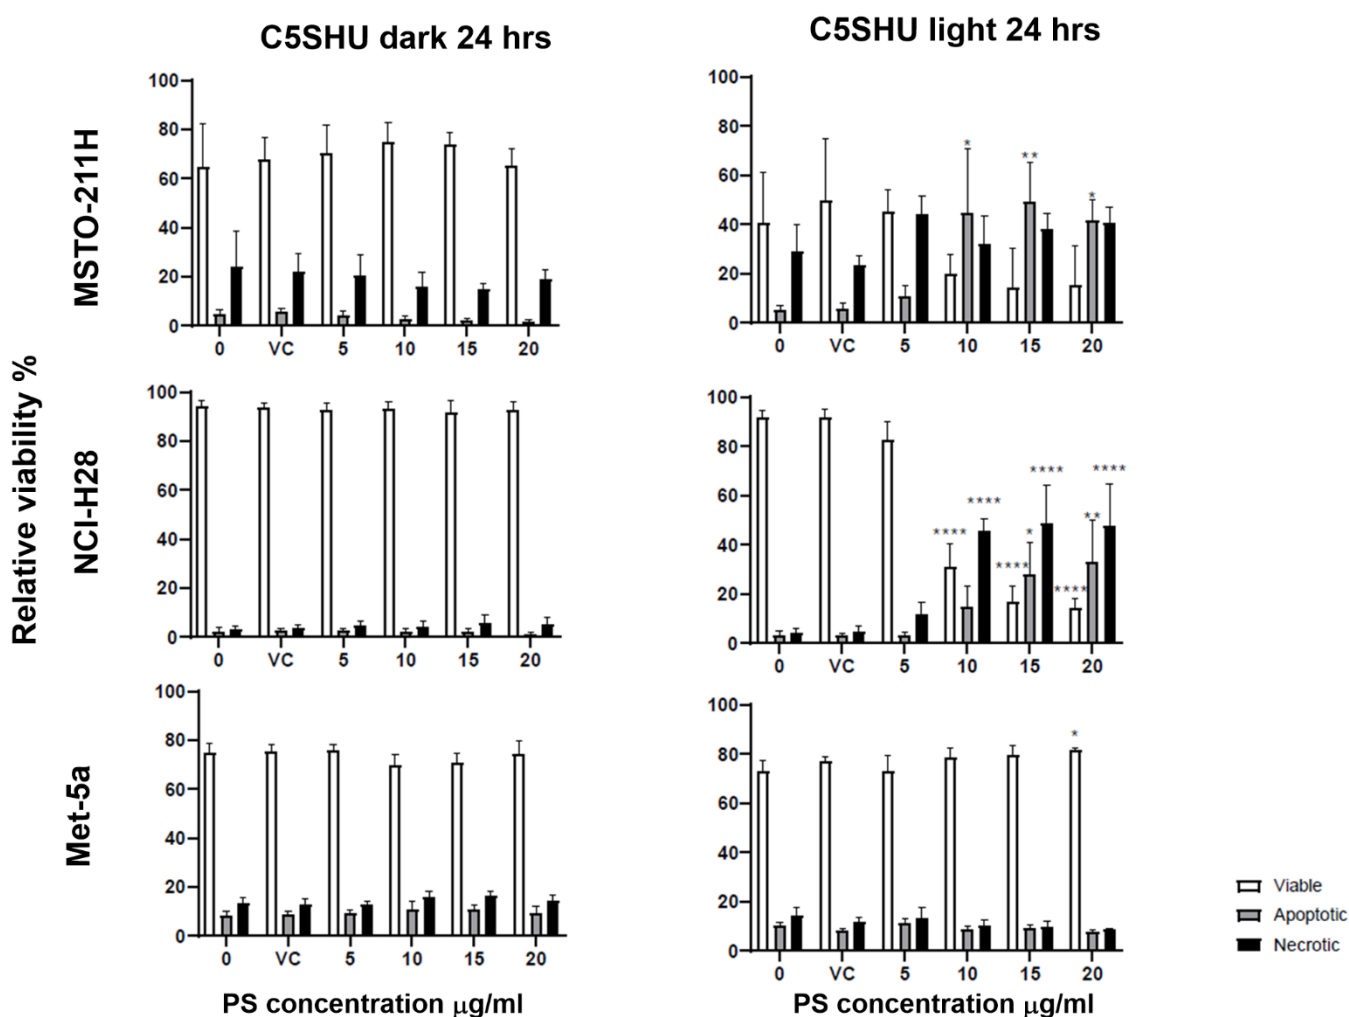 C5SHU dark 24 hrs
C5SHU light 24 hrs
Relative viability %
MSTO-211H
100
80
60
40
20
0
0 VC 5 10 15 20
100
80
60
40
20
0
* ** *
0 VC 5 10 15 20
NCI-H28
100
80
60
40
20
0
0 VC 5 10 15 20
100
80
60
40
20
0
**** **** **** * **** **** ** ****
0 VC 5 10 15 20
Met-5a
100
80
60
40
20
0
0 VC 5 10 15 20
100
80
60
40
20
0
*
0 VC 5 10 15 20
PS concentration μg/ml
PS concentration μg/ml
Viable
Apoptotic
Necrotic